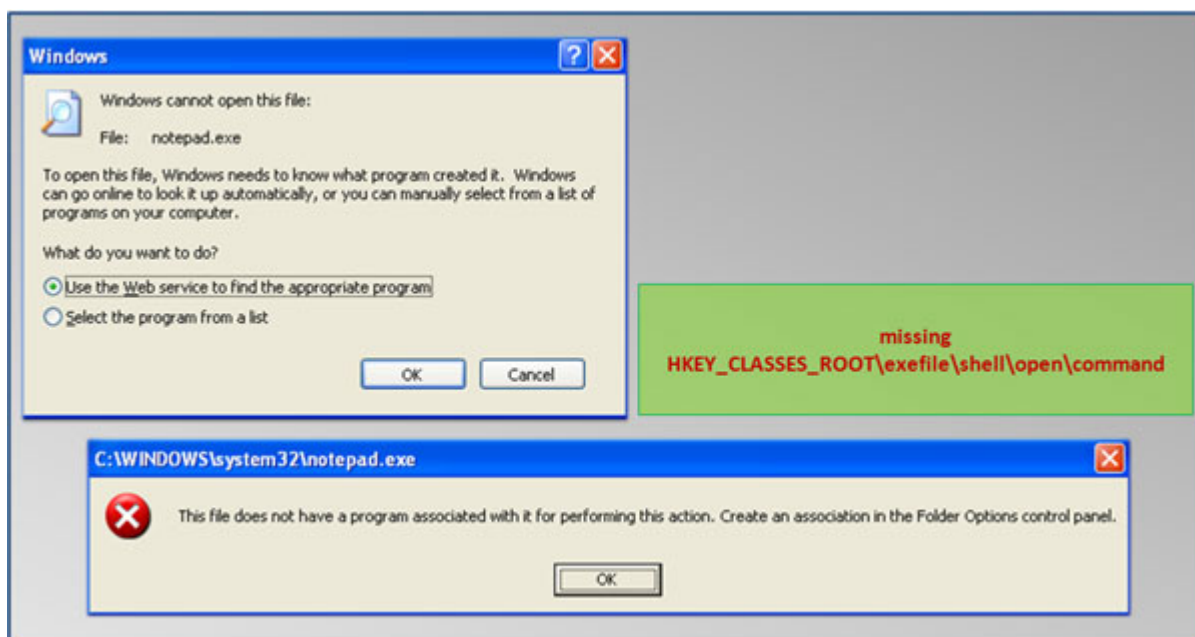 Windows
Windows cannot open this file:
File: notepad.exe
To open this file, Windows needs to know what program created it. Windows
can go online to look it up automatically, or you can manually select from a list of
programs on your computer.
What do you want to do?
Use the Web service to find the appropriate program
Select the program from a list
OK Cancel
missing
HKEY_CLASSES_ROOT\exefile\shell\open\command
C:\WINDOWS\system32\notepad.exe
This file does not have a program associated with it for performing this action. Create an association in the Folder Options control panel.
OK